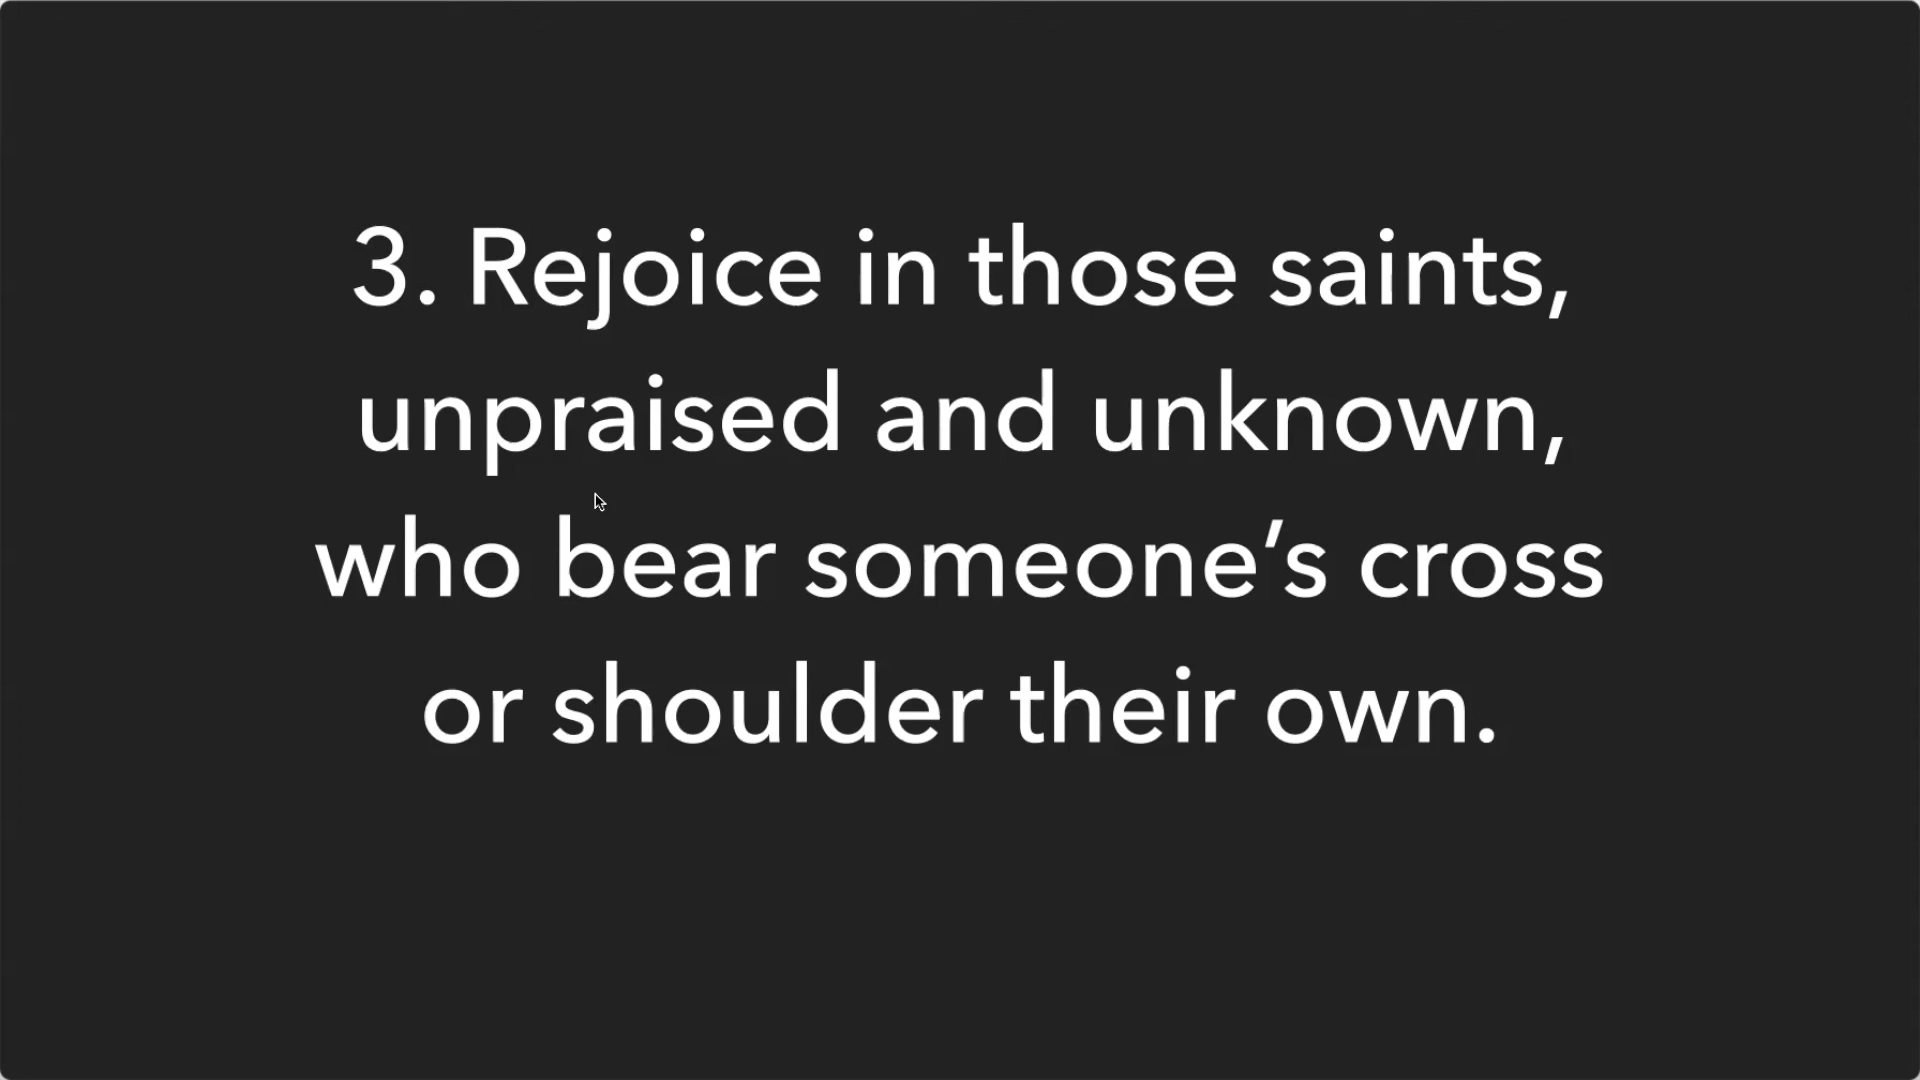 3. Rejoice in those saints,
unpraised and unknown,
who bear someone’s cross
or shoulder their own.